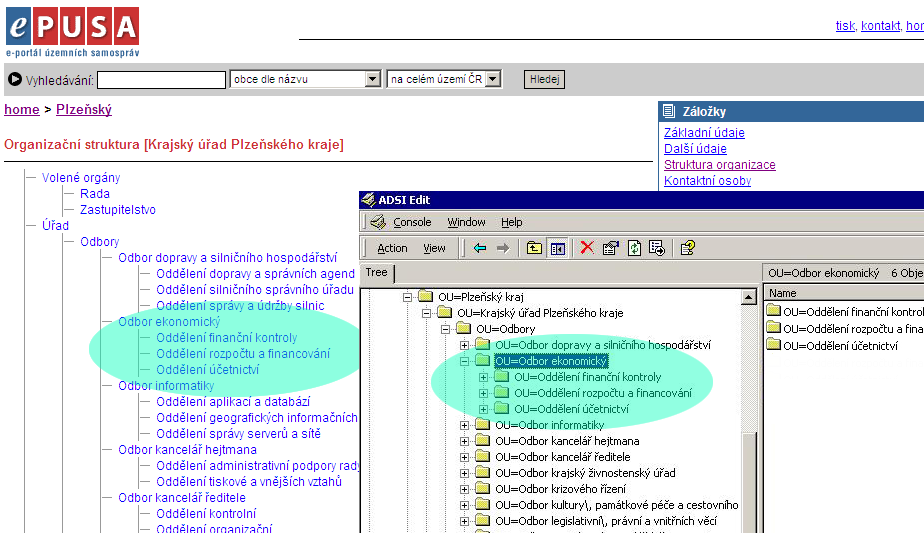 ePUSA
e-portál územních samospráv
tisk, kontakt,
Vyhledávání: obce dle názvu na celém území ČR Hledej
home > Plzeňský
Organizační struktura [Krajský úřad Plzeňského kraje]
Záložky
Základní údaje
Další údaje
Struktura organizace
Kontaktní osoby
Volené orgány
Rada
Zastupitelstvo
Úřad
Odbory
Odbor dopravy a silničního hospodářství
Oddělení dopravy a správních agend
Oddělení silničního správního úřadu
Oddělení správy a údržby silnic
Odbor ekonomický
Oddělení finanční kontroly
Oddělení rozpočtu a financování
Oddělení účetnictví
Odbor informatiky
Oddělení aplikací a databází
Oddělení geografických informačních
Oddělení správy serverů a sítě
Odbor kancelář hejtmana
Oddělení administrativní podpory rady
Oddělení tiskové a vnějších vztahů
Odbor kancelář ředitele
Oddělení kontrolní
Oddělení organizační
ADSI Edit
Console Window Help
Action View
Tree
OU=Plzeňský kraj
OU=Krajský úřad Plzeňského kraje
OU=Odbory
OU=Odbor dopravy a silničního hospodářství
OU=Odbor ekonomický
OU=Oddělení finanční kontroly
OU=Oddělení rozpočtu a financování
OU=Oddělení účetnictví
OU=Odbor informatiky
OU=Odbor kancelář hejtmana
OU=Odbor kancelář ředitele
OU=Odbor krajský živnostenský úřad
OU=Odbor krizového řízení
OU=Odbor kultury\, památkové péče a cestovního
OU=Odbor legislativní\, právní a vnitřních věcí
OU=Odbor ekonomický 6 Obje
Name
OU=Oddělení finanční kontrol
OU=Oddělení rozpočtu a fina
OU=Oddělení účetnictví